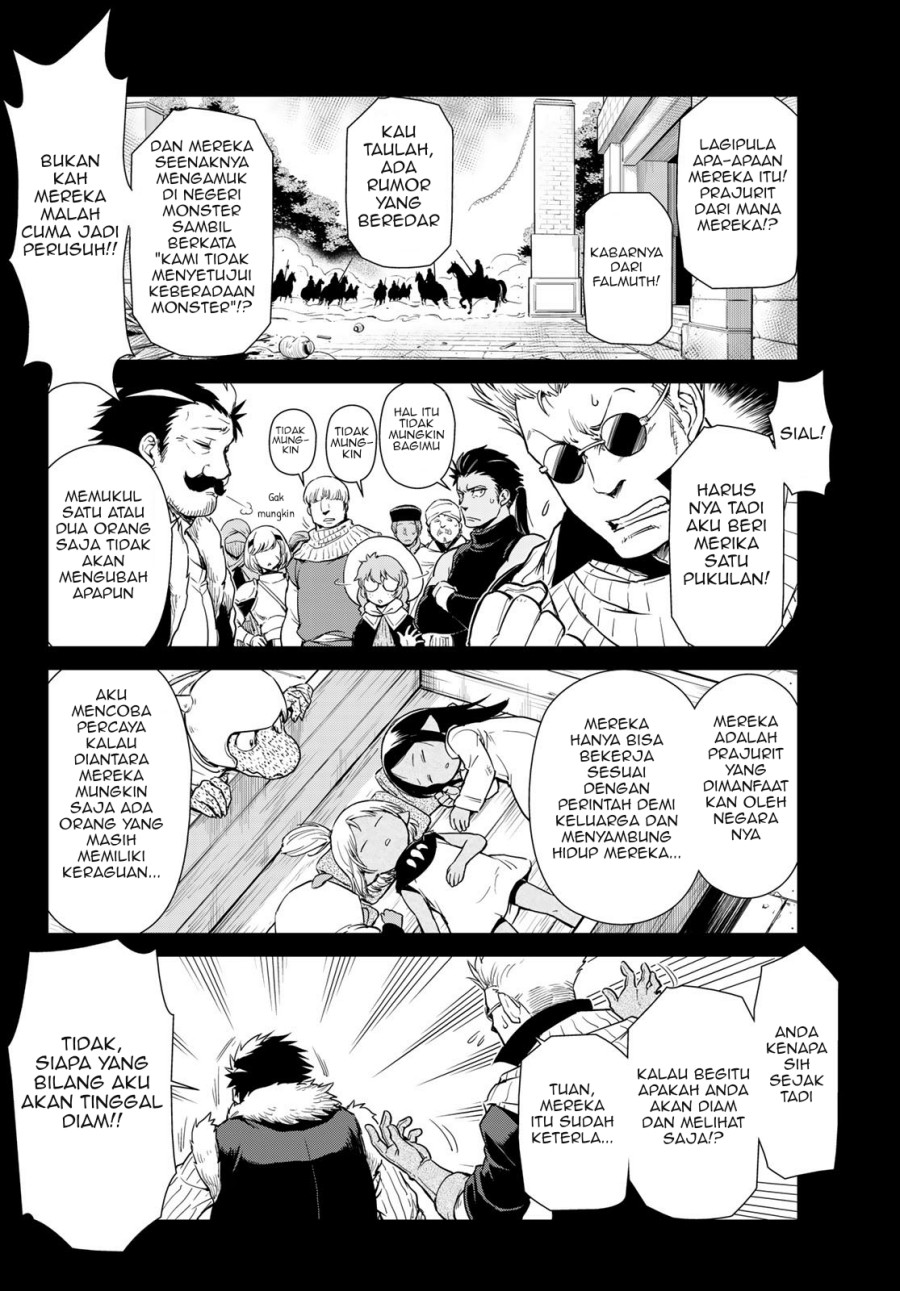 LAGIPULA
APA-APAAN
MEREKA ITU!
PRAJURIT
DARI MANA
MEREKA!?
KABARNYA
DARI
FALMUTH!
KAU
TAULAH,
ADA
RUMOR
YANG
BEREDAR
DAN MEREKA
SEENAKNYA
MENGAMUK
DI NEGERI
MONSTER
SAMBIL
BERKATA
"KAMI TIDAK
MENYETUJUI
KEBERADAAN
MONSTER"!?
BUKAN
KAH
MEREKA
MALAH
CUMA JADI
PERUSUH!!
SIAL!
HARUS
NYA TADI
AKU BERI
MERIKA
SATU
PUKULAN!
HAL ITU
TIDAK
MUNGKIN
BAGIMU
TIDAK
MUNG-
KIN
TIDAK
MUNG-
KIN
Gak
mungkin
MEMUKUL
SATU ATAU
DUA ORANG
SAJA TIDAK
AKAN
MENGUBAH
APAPUN
MEREKA
ADALAH
PRAJURIT
YANG
DIMANFAAT
KAN OLEH
NEGARA
NYA
MEREKA
HANYA BISA
BEKERJA
SESUAI
DENGAN
PERINTAH DEMI
KELUARGA DAN
MENYAMBUNG
HIDUP MEREKA...
AKU
MENCOBA
PERCAYA
KALAU
DIANTARA
MEREKA
MUNGKIN
SAJA ADA
ORANG YANG
MASIH
MEMILIKI
KERAGUAN...
ANDA
KENAPA
SIH
SEJAK
TADI
KALAU BEGITU
APAKAH ANDA
AKAN DIAM
DAN MELIHAT
SAJA!?
TUAN,
MEREKA
ITU SUDAH
KETERLA...
TIDAK,
SIAPA YANG
BILANG AKU
AKAN TINGGAL
DIAM!!